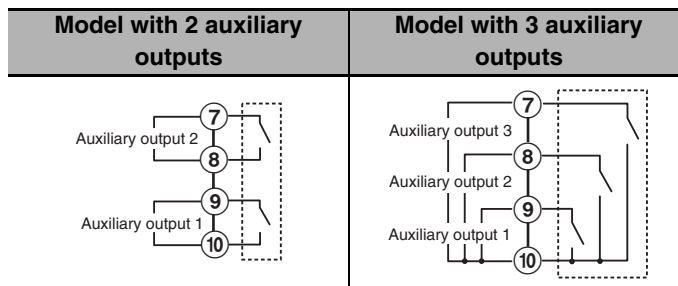 Model with 2 auxiliary
outputs
Model with 3 auxiliary
outputs
7
Auxiliary output 2
8
9
Auxiliary output 1
10
7
Auxiliary output 3
8
Auxiliary output 2
9
Auxiliary output 1
10